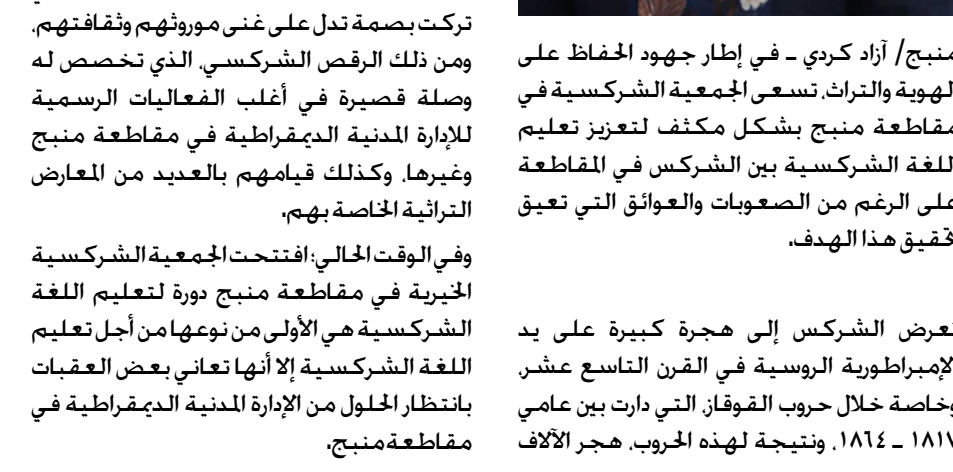 منبج/ آزاد كردي ـ في إطار جهود الحفاظ على
الهوية والتراث، تسعى الجمعية الشركسية في
مقاطعة منبج بشكل مكثف لتعزيز تعليم
اللغة الشركسية بين الشركس في المقاطعة
على الرغم من الصعوبات والعوائق التي تعيق
تحقيق هذا الهدف.
تعرض الشركس إلى هجرة كبيرة على يد
الإمبراطورية الروسية في القرن التاسع عشر،
وخاصة خلال حروب القوقاز، التي دارت بين عامي
١٨١٧ ـ ١٨٦٤، ونتيجة لهذه الحروب، هجر الآلاف
تركت بصمة تدل على غنى موروثهم وثقافتهم،
ومن ذلك الرقص الشركسي، الذي تخصص له
وصلة قصيرة في أغلب الفعاليات الرسمية
للإدارة المدنية الديمقراطية في مقاطعة منبج
وغيرها، وكذلك قيامهم بالعديد من المعارض
التراثية الخاصة بهم.
وفي الوقت الحالي؛ افتتحت الجمعية الشركسية
الخيرية في مقاطعة منبج دورة لتعليم اللغة
الشركسية هي الأولى من نوعها من أجل تعليم
اللغة الشركسية إلا أنها تعاني بعض العقبات
بانتظار الحلول من الإدارة المدنية الديمقراطية في
مقاطعة منبج.